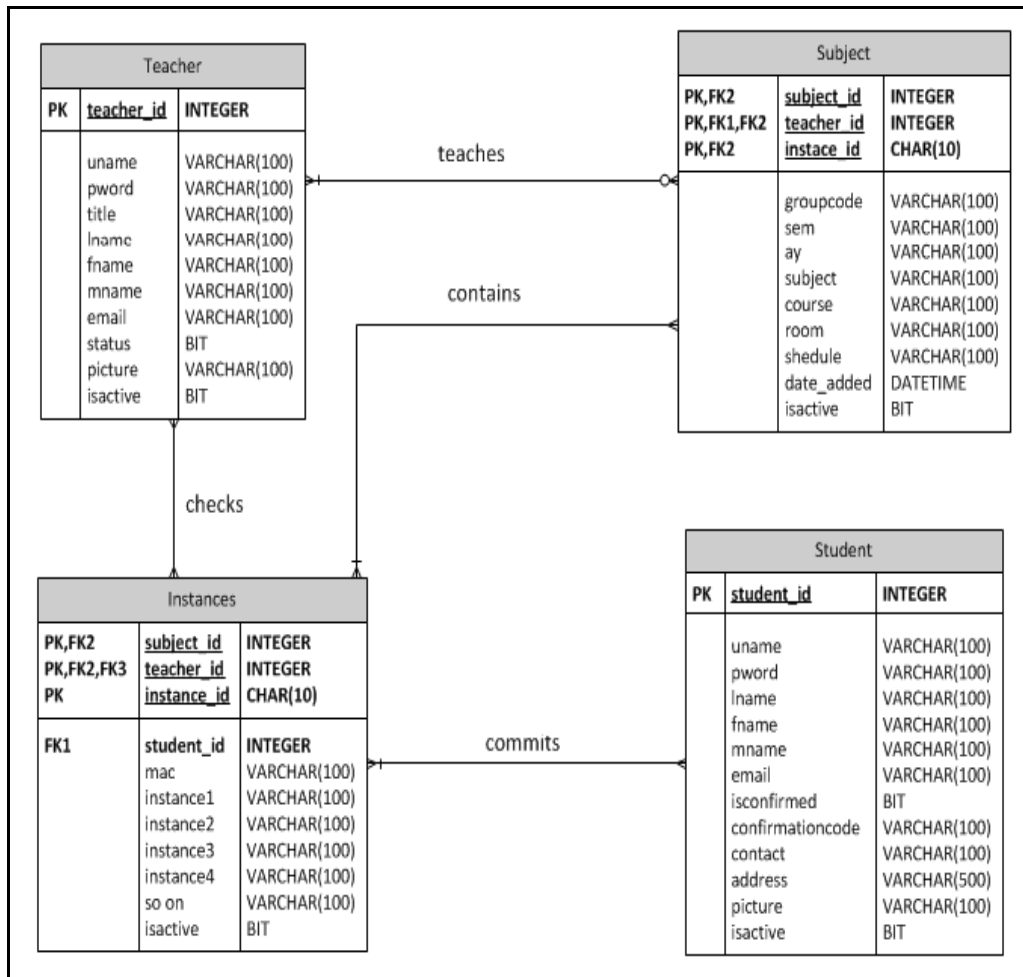 Teacher
PK teacher_id INTEGER
uname VARCHAR(100)
pword VARCHAR(100)
title VARCHAR(100)
lname VARCHAR(100)
fname VARCHAR(100)
mname VARCHAR(100)
email VARCHAR(100)
status BIT
picture VARCHAR(100)
isactive BIT
teaches
contains
checks
Subject
PK,FK2 subject_id INTEGER
PK,FK1,FK2 teacher_id INTEGER
PK,FK2 instace_id CHAR(10)
groupcode VARCHAR(100)
sem VARCHAR(100)
ay VARCHAR(100)
subject VARCHAR(100)
course VARCHAR(100)
room VARCHAR(100)
shedule VARCHAR(100)
date_added DATETIME
isactive BIT
Instances
PK,FK2 subject_id INTEGER
PK,FK2,FK3 teacher_id INTEGER
PK instance_id CHAR(10)
FK1 student_id INTEGER
mac VARCHAR(100)
instance1 VARCHAR(100)
instance2 VARCHAR(100)
instance3 VARCHAR(100)
instance4 VARCHAR(100)
so on VARCHAR(100)
isactive BIT
commits
Student
PK student_id INTEGER
uname VARCHAR(100)
pword VARCHAR(100)
lname VARCHAR(100)
fname VARCHAR(100)
mname VARCHAR(100)
email VARCHAR(100)
isconfirmed BIT
confirmationcode VARCHAR(100)
contact VARCHAR(100)
address VARCHAR(500)
picture VARCHAR(100)
isactive BIT